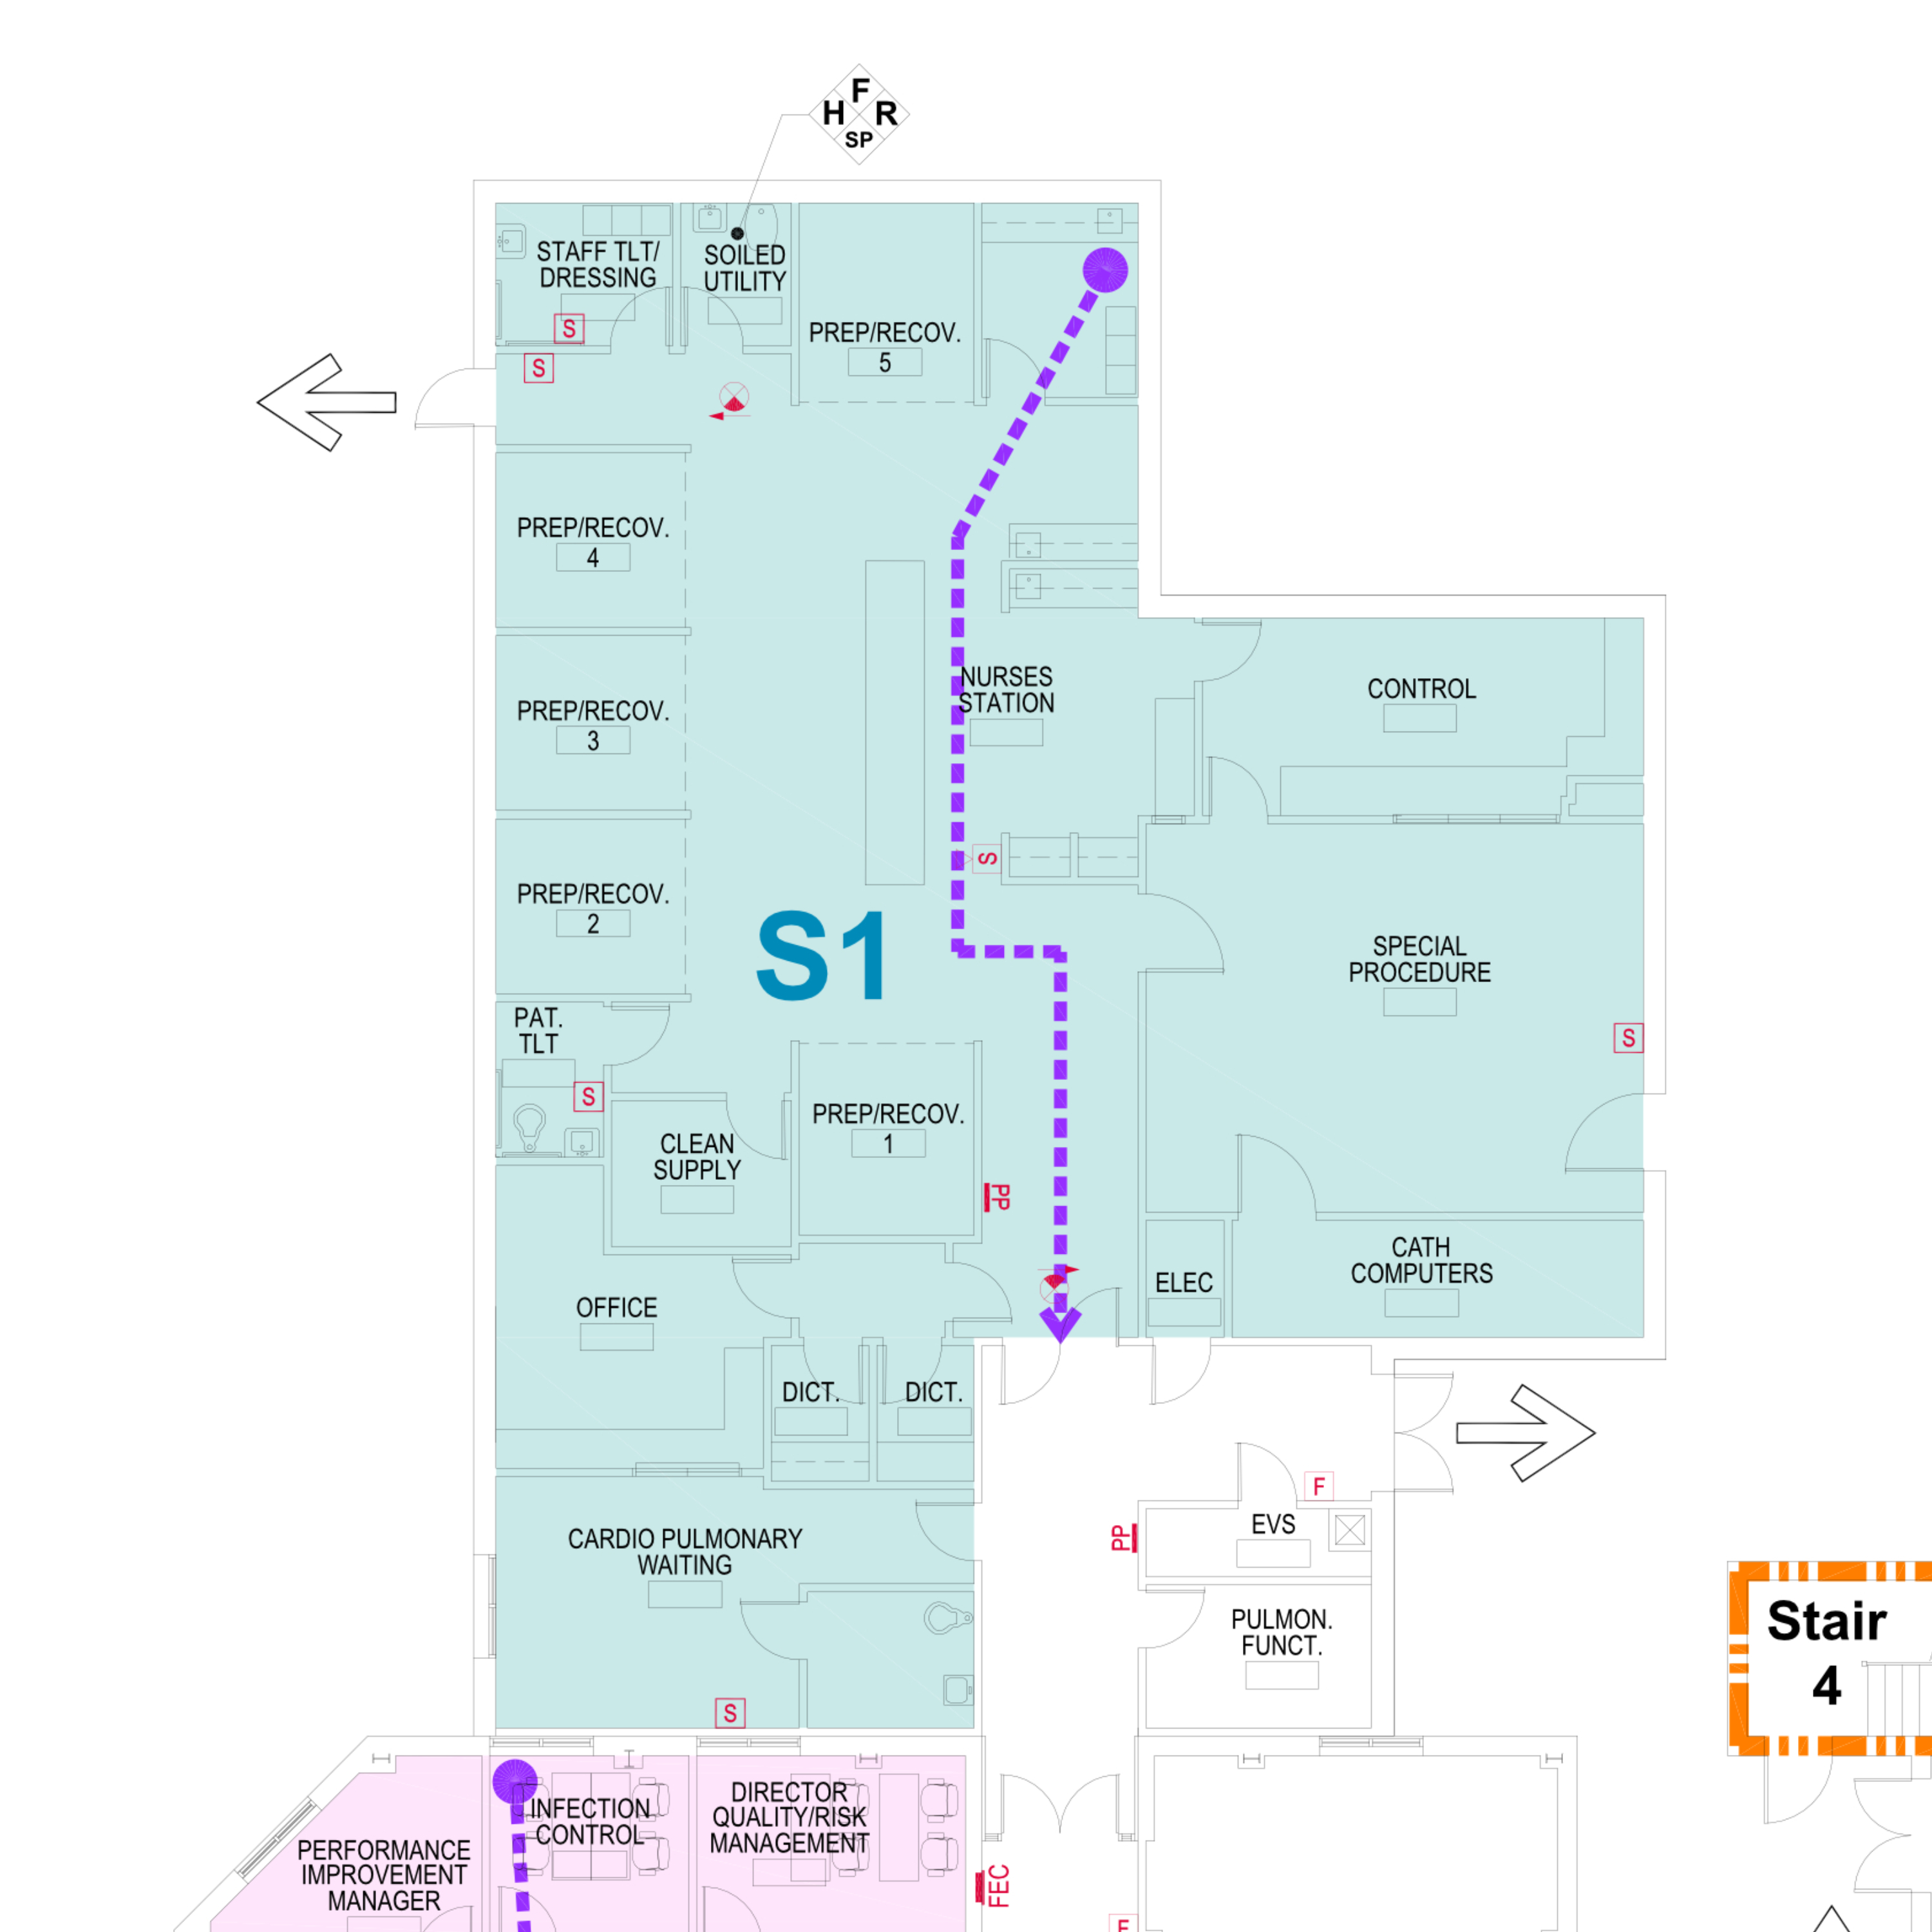 F
H R
SP
STAFF TLT/
DRESSING
SOILED
UTILITY
S
S
PREP/RECOV.
5
PREP/RECOV.
4
PREP/RECOV.
3
NURSES
STATION
CONTROL
PREP/RECOV.
2
S
S1
SPECIAL
PROCEDURE
S
PAT.
TLT
S
PREP/RECOV.
1
CLEAN
SUPPLY
PP
OFFICE
ELEC
CATH
COMPUTERS
DICT.
DICT.
F
CARDIO PULMONARY
WAITING
PP
EVS
PULMON.
FUNCT.
S
Stair
4
INFECTION
CONTROL
DIRECTOR
QUALITY/RISK
MANAGEMENT
PERFORMANCE
IMPROVEMENT
MANAGER
FEC